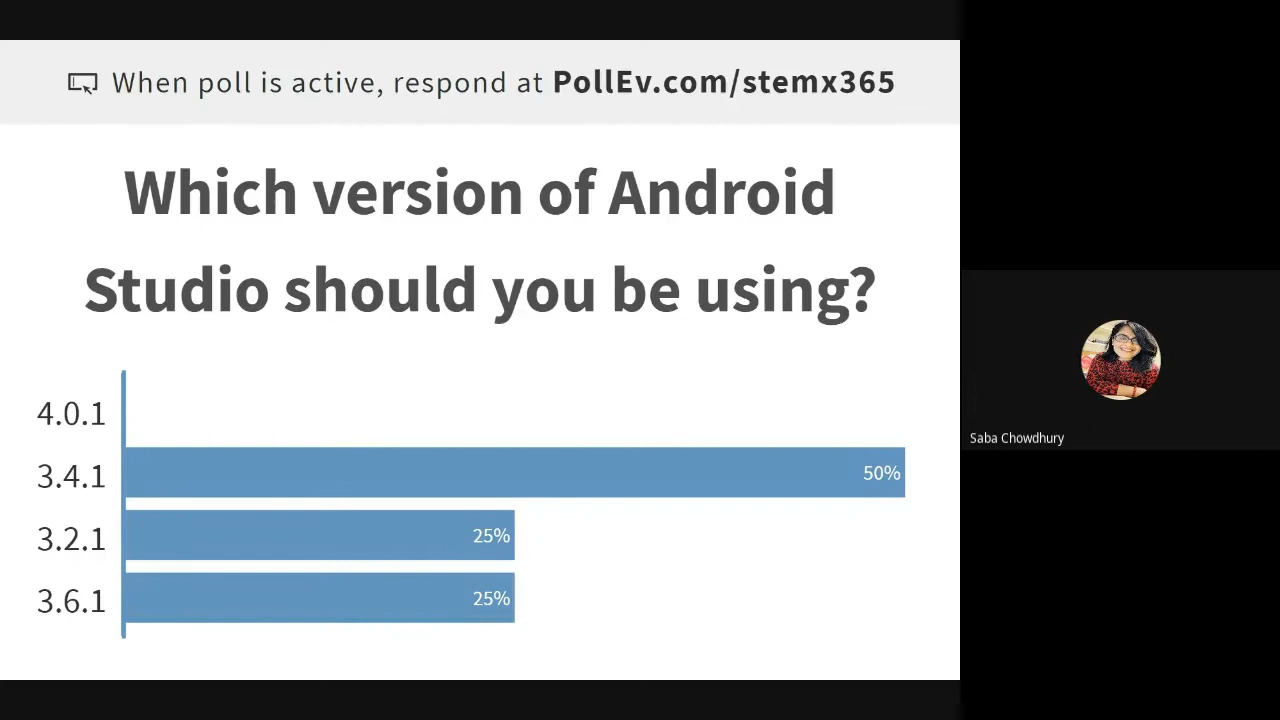 When poll is active, respond at PollEv.com/stemx365
Which version of Android
Studio should you be using?
4.0.1
3.4.1 50%
3.2.1 25%
3.6.1 25%
Saba Chowdhury